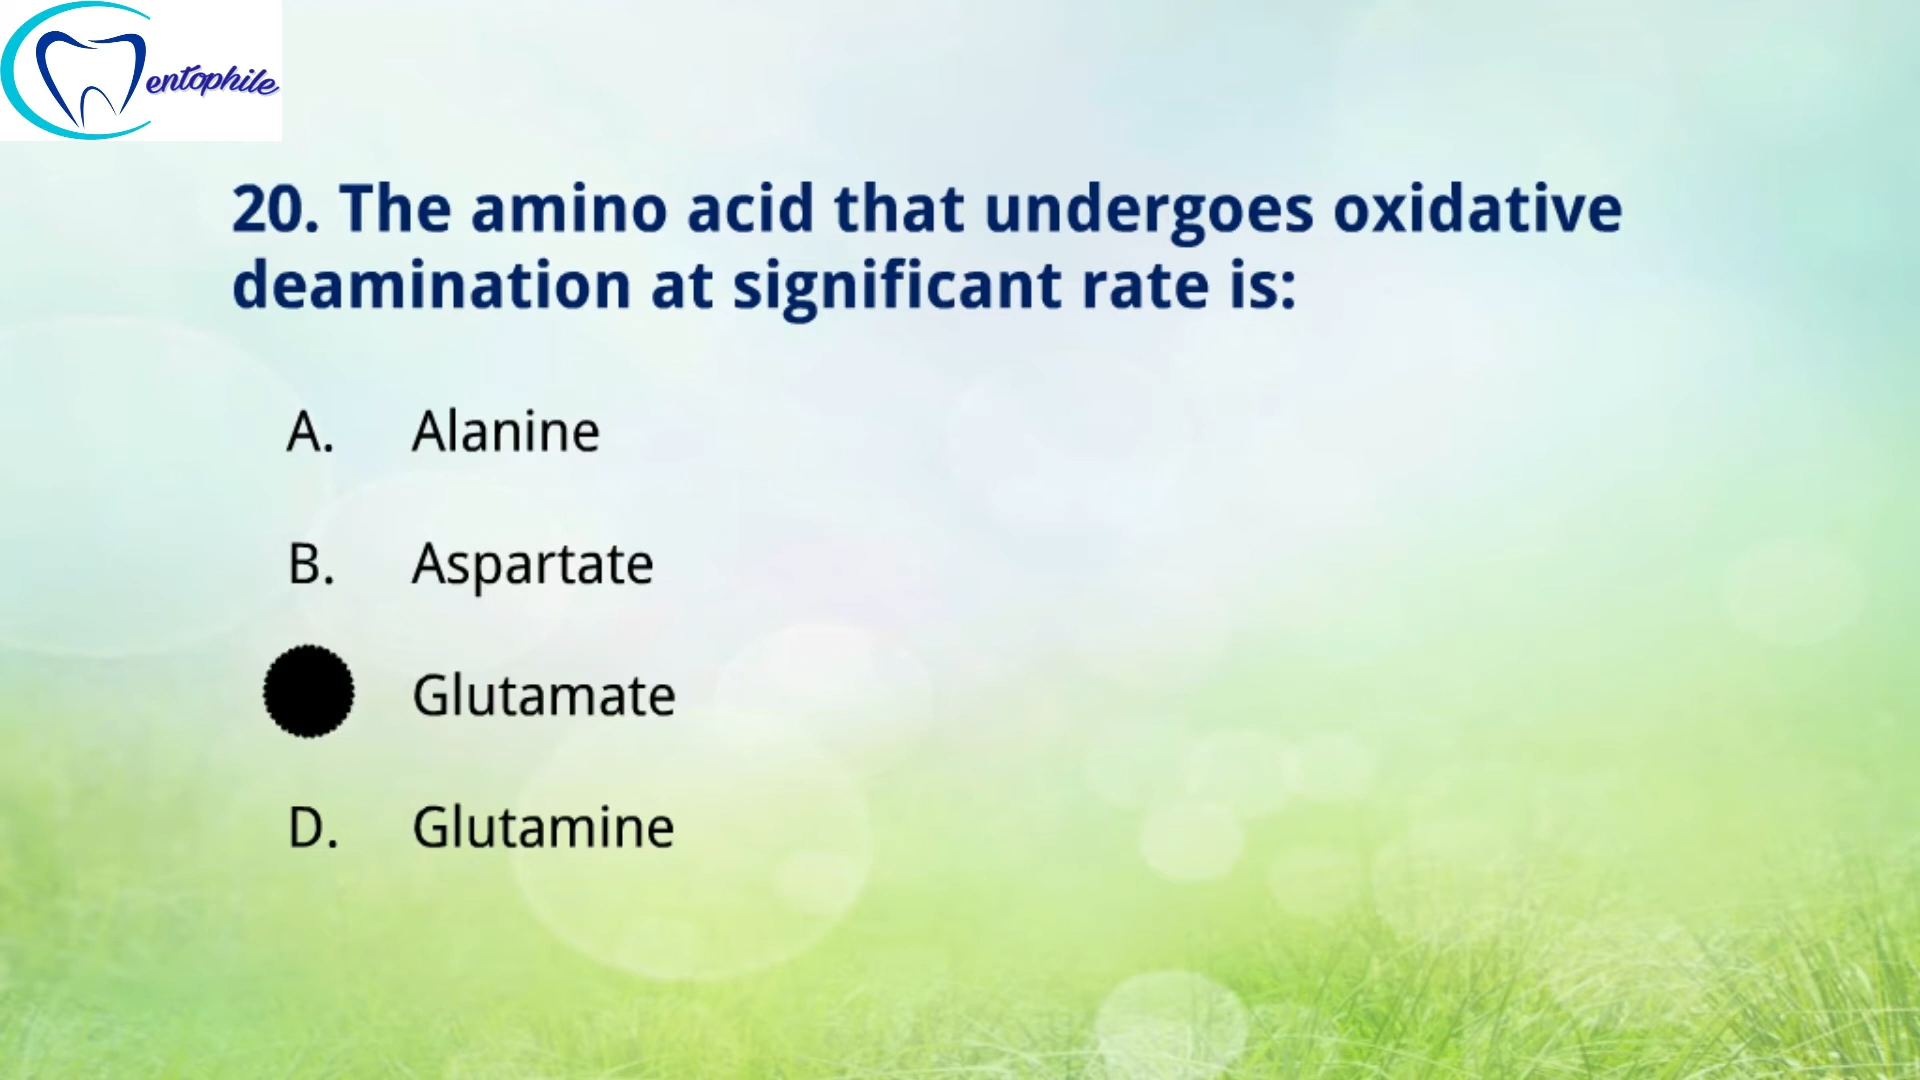 entophile
20. The amino acid that undergoes oxidative
deamination at significant rate is:
A. Alanine
B. Aspartate
Glutamate
D. Glutamine